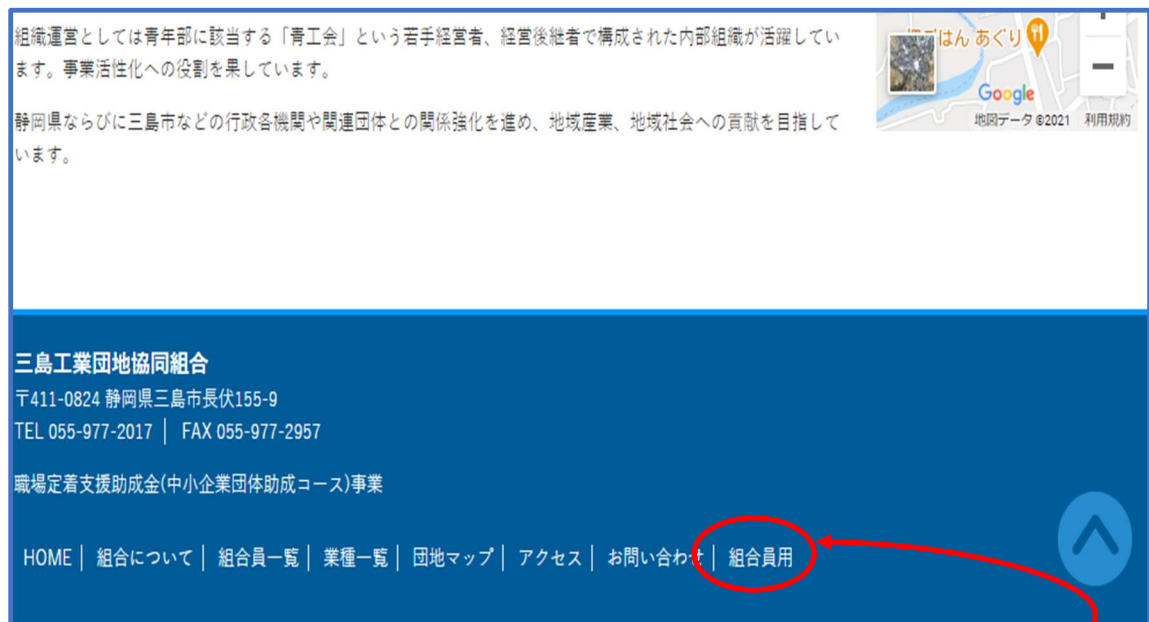 組織運営としては青年部に該当する「青工会」という若手経営者、経営後継者で構成された内部組織が活躍してい
ます。事業活性化への役割を果しています。
静岡県ならびに三島市などの行政各機関や関連団体との関係強化を進め、地域産業、地域社会への貢献を目指して
います。
はん あぐり
Google
地図データ ©2021 利用規約
三島工業団地協同組合
〒411-0824 静岡県三島市長伏155-9
TEL 055-977-2017 │ FAX 055-977-2957
職場定着支援助成金(中小企業団体助成コース)事業
HOME│ 組合について│ 組合員一覧│ 業種一覧│ 団地マップ│ アクセス│ お問い合わせ│ 組合員用